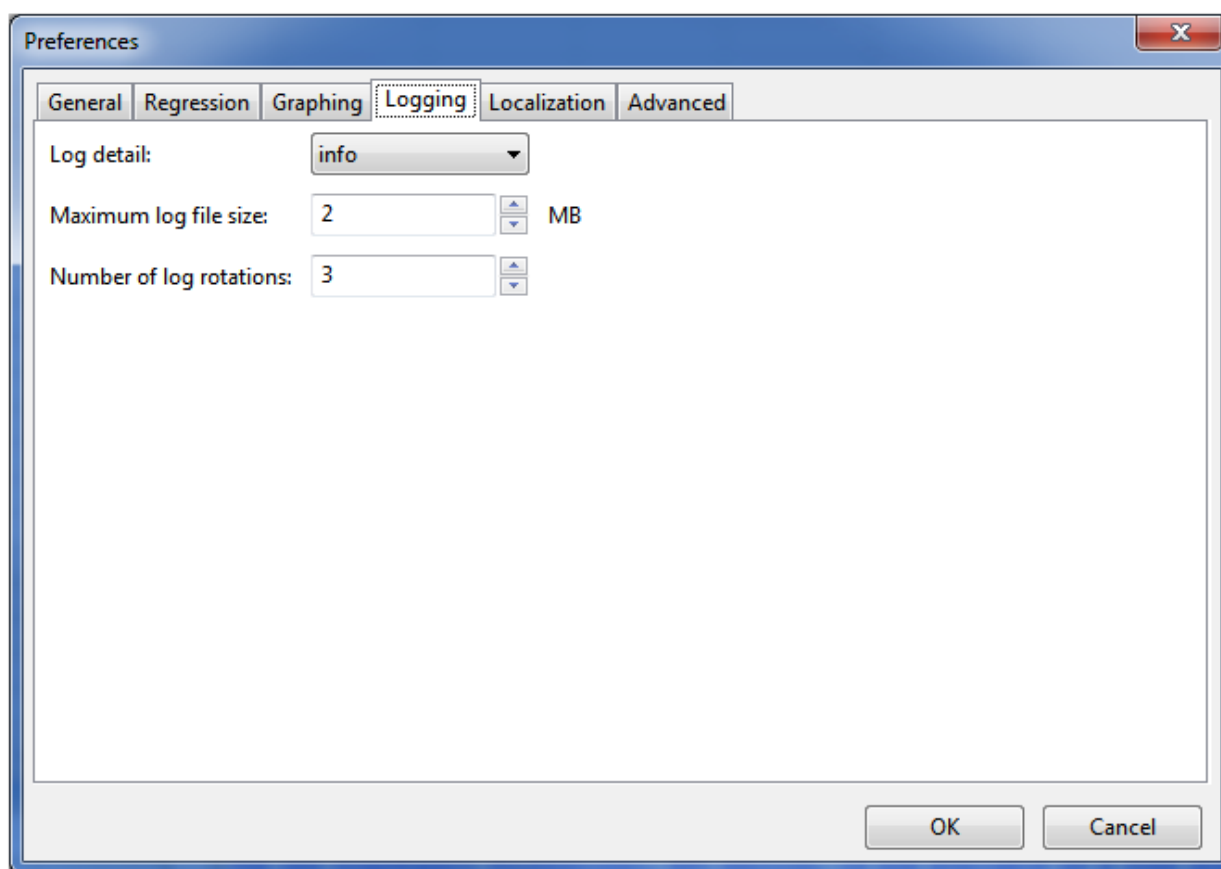 Preferences
General Regression Graphing Logging Localization Advanced
Log detail: info
Maximum log file size: 2 MB
Number of log rotations: 3
OK Cancel